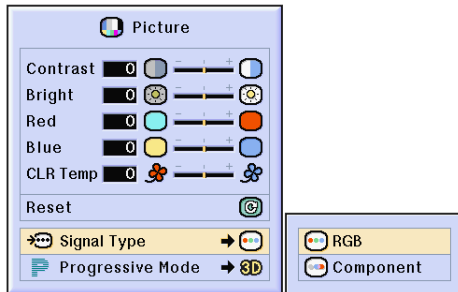 Picture
Contrast 0
Bright 0
Red 0
Blue 0
CLR Temp 0
Reset
Signal Type
P Progressive Mode 3D
RGB
Component